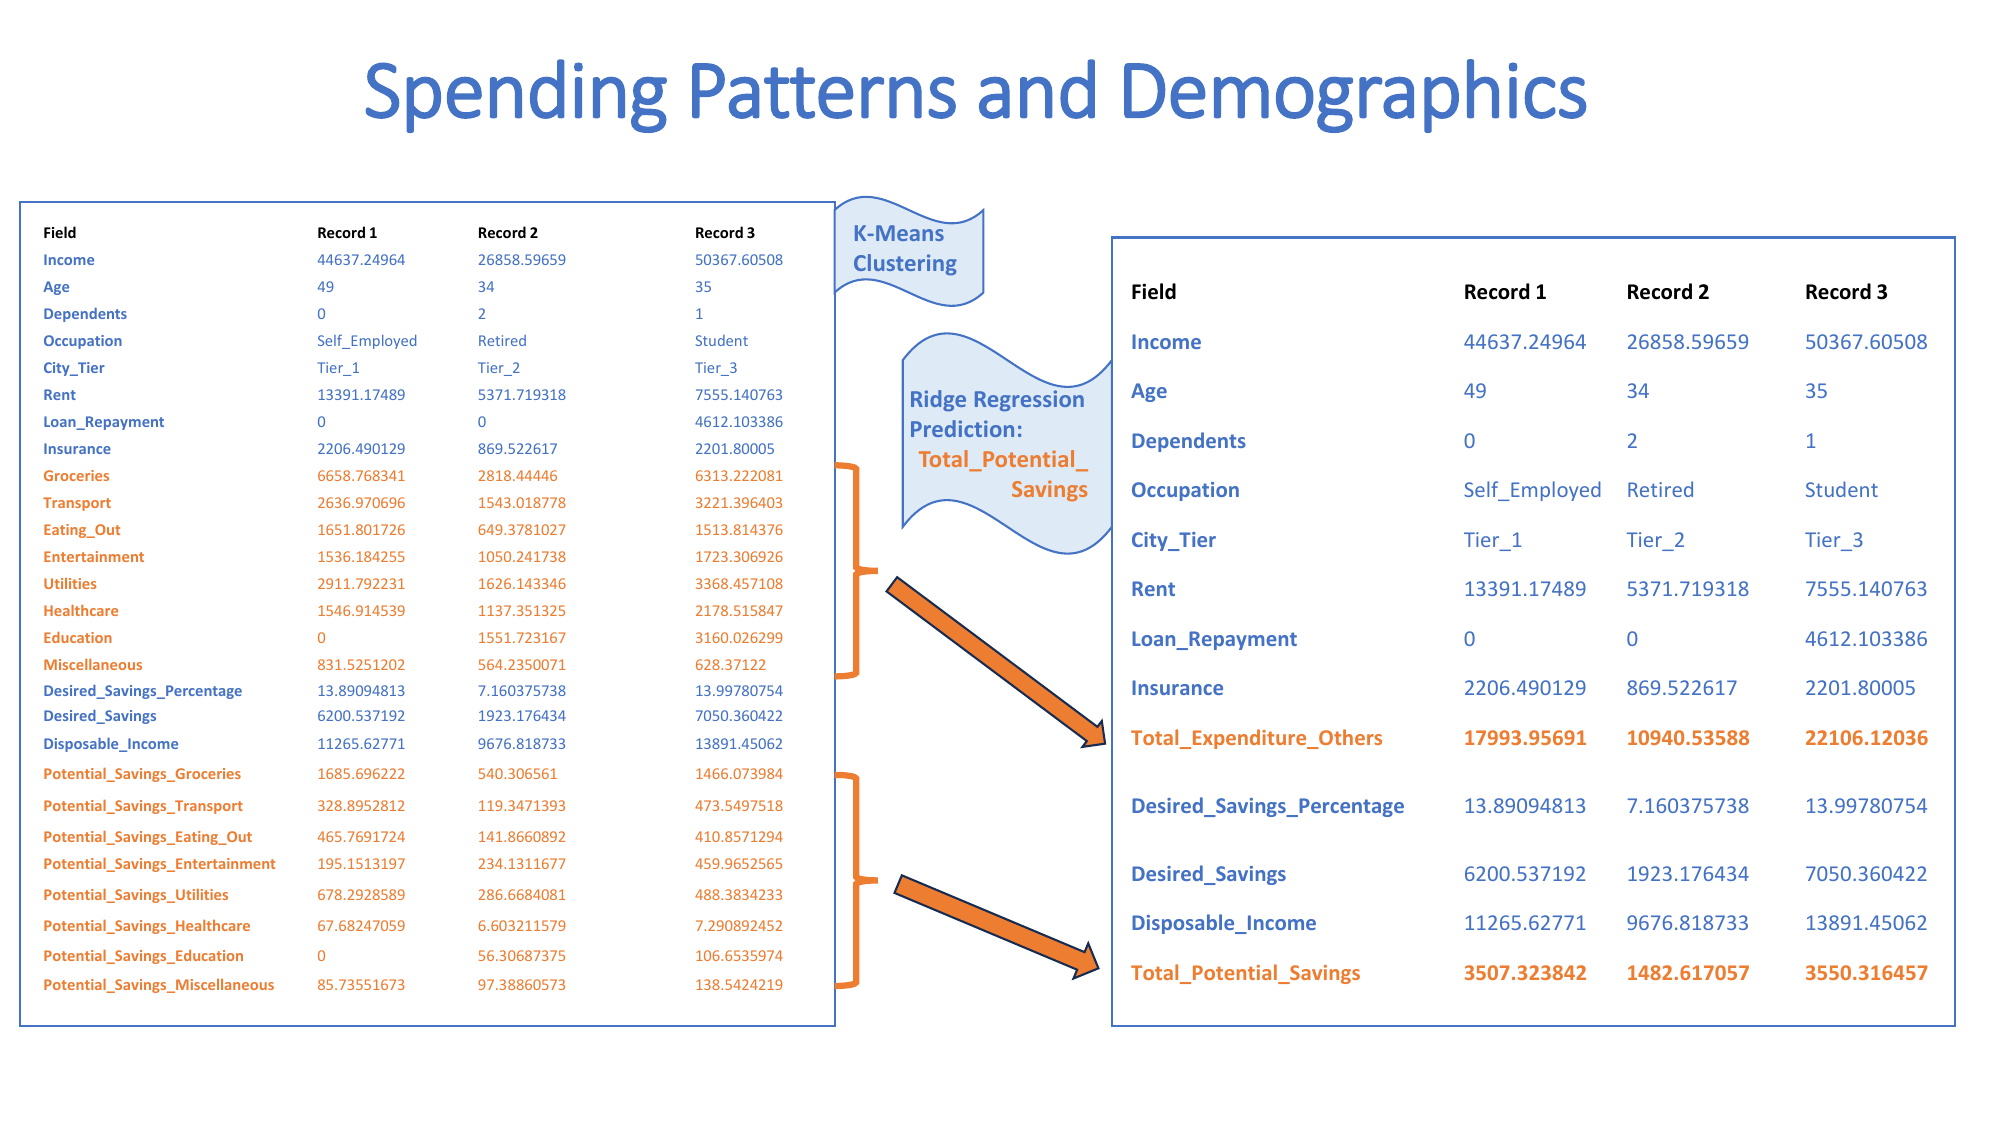 Spending Patterns and Demographics
Field Record 1 Record 2 Record 3
Income 44637.24964 26858.59659 50367.60508
Age 49 34 35
Dependents 0 2 1
Occupation Self_Employed Retired Student
City_Tier Tier_1 Tier_2 Tier_3
Rent 13391.17489 5371.719318 7555.140763
Loan_Repayment 0 0 4612.103386
Insurance 2206.490129 869.522617 2201.80005
Groceries 6658.768341 2818.44446 6313.222081
Transport 2636.970696 1543.018778 3221.396403
Eating_Out 1651.801726 649.3781027 1513.814376
Entertainment 1536.184255 1050.241738 1723.306926
Utilities 2911.792231 1626.143346 3368.457108
Healthcare 1546.914539 1137.351325 2178.515847
Education 0 1551.723167 3160.026299
Miscellaneous 831.5251202 564.2350071 628.37122
Desired_Savings_Percentage 13.89094813 7.160375738 13.99780754
Desired_Savings 6200.537192 1923.176434 7050.360422
Disposable_Income 11265.62771 9676.818733 13891.45062
Potential_Savings_Groceries 1685.696222 540.306561 1466.073984
Potential_Savings_Transport 328.8952812 119.3471393 473.5497518
Potential_Savings_Eating_Out 465.7691724 141.8660892 410.8571294
Potential_Savings_Entertainment 195.1513197 234.1311677 459.9652565
Potential_Savings_Utilities 678.2928589 286.6684081 488.3834233
Potential_Savings_Healthcare 67.68247059 6.603211579 7.290892452
Potential_Savings_Education 0 56.30687375 106.6535974
Potential_Savings_Miscellaneous 85.73551673 97.38860573 138.5424219
K-Means
Clustering
Ridge Regression
Prediction:
Total_Potential_
Savings
Field Record 1 Record 2 Record 3
Income 44637.24964 26858.59659 50367.60508
Age 49 34 35
Dependents 0 2 1
Occupation Self_Employed Retired Student
City_Tier Tier_1 Tier_2 Tier_3
Rent 13391.17489 5371.719318 7555.140763
Loan_Repayment 0 0 4612.103386
Insurance 2206.490129 869.522617 2201.80005
Total_Expenditure_Others 17993.95691 10940.53588 22106.12036
Desired_Savings_Percentage 13.89094813 7.160375738 13.99780754
Desired_Savings 6200.537192 1923.176434 7050.360422
Disposable_Income 11265.62771 9676.818733 13891.45062
Total_Potential_Savings 3507.323842 1482.617057 3550.316457